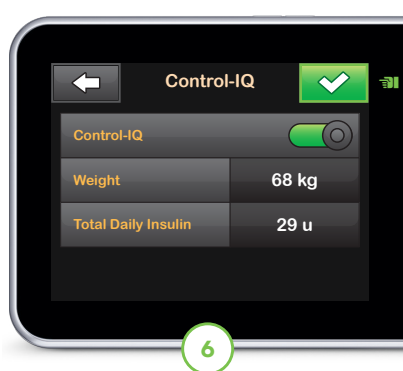 Control-IQ
Control-IQ
Weight 68 kg
Total Daily Insulin 29 u
6